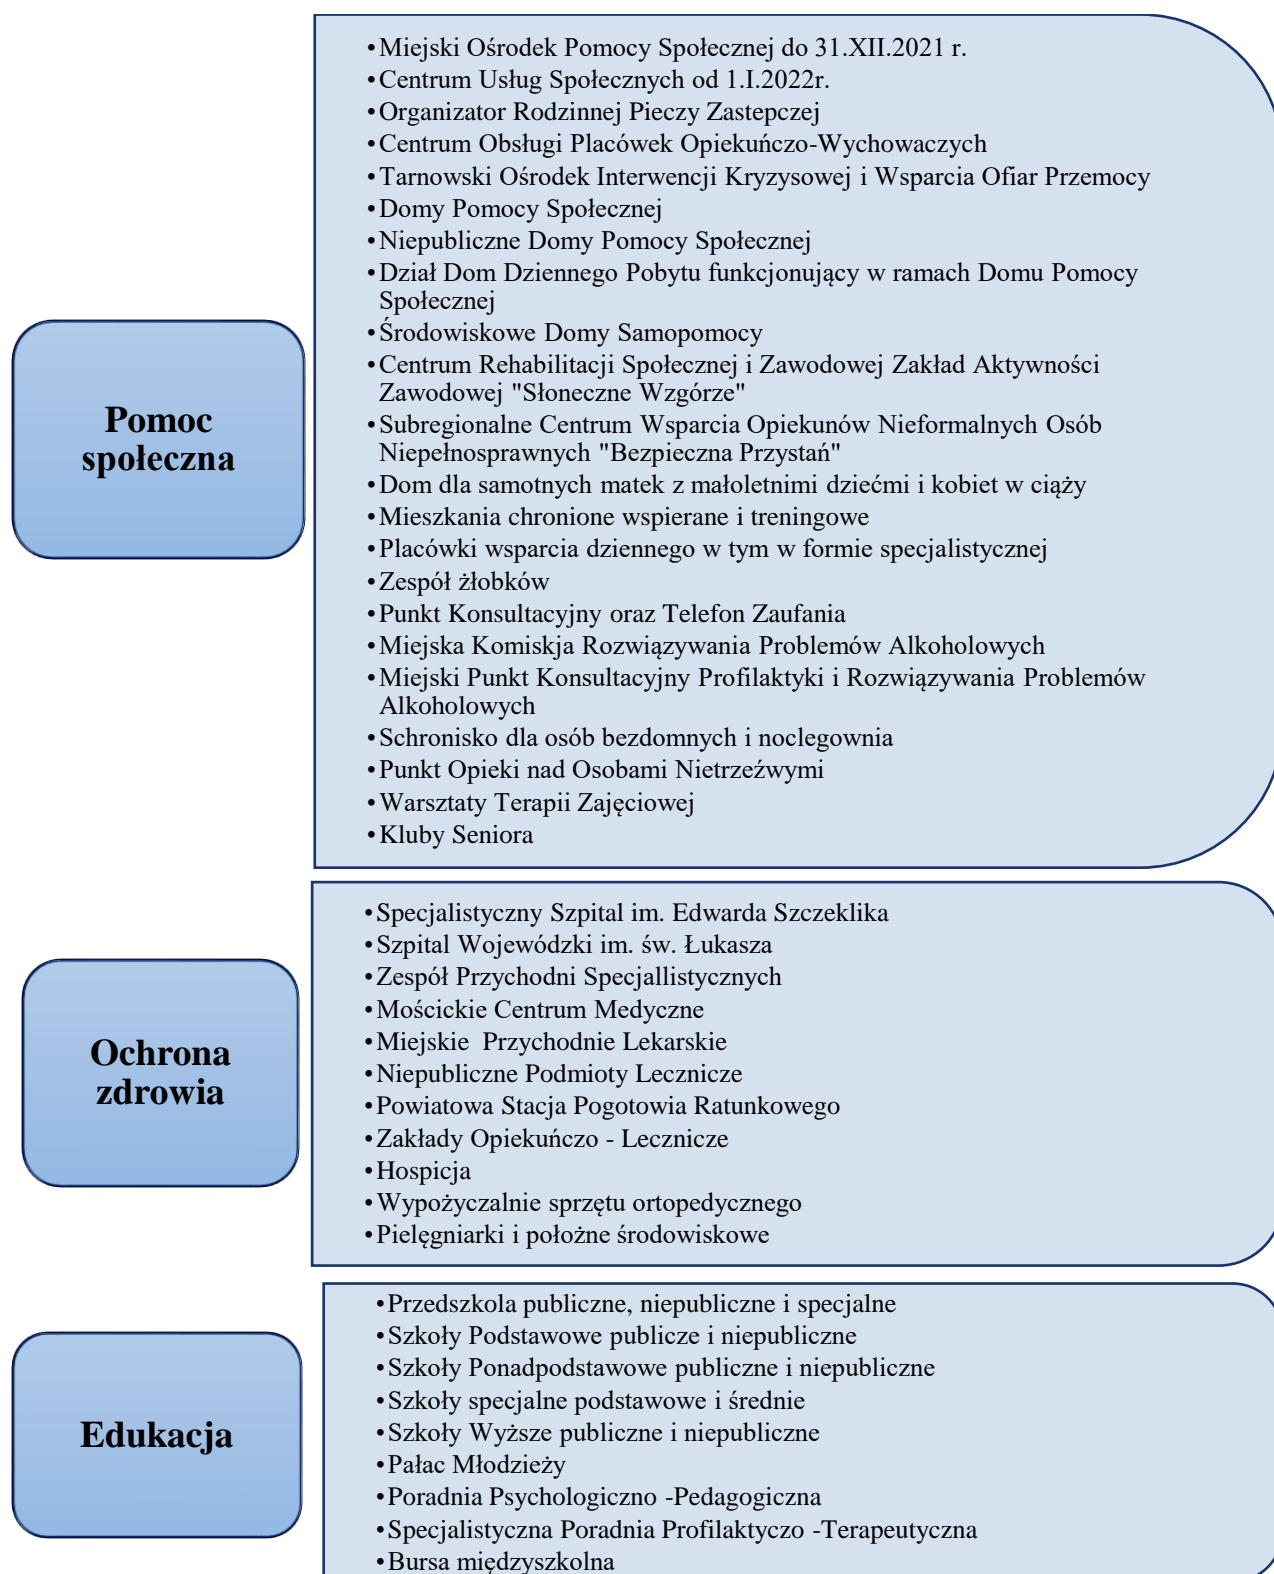 Pomoc
społeczna
•Miejski Ośrodek Pomocy Społecznej do 31.XII.2021 r.
•Centrum Usług Społecznych od 1.I.2022r.
•Organizator Rodzinnej Pieczy Zastepczej
•Centrum Obsługi Placówek Opiekuńczo-Wychowaczych
•Tarnowski Ośrodek Interwencji Kryzysowej i Wsparcia Ofiar Przemocy
•Domy Pomocy Społecznej
•Niepubliczne Domy Pomocy Społecznej
•Dział Dom Dziennego Pobytu funkcjonujący w ramach Domu Pomocy
Społecznej
•Środowiskowe Domy Samopomocy
•Centrum Rehabilitacji Społecznej i Zawodowej Zakład Aktywności
Zawodowej "Słoneczne Wzgórze"
•Subregionalne Centrum Wsparcia Opiekunów Nieformalnych Osób
Niepełnosprawnych "Bezpieczna Przystań"
•Dom dla samotnych matek z małoletnimi dziećmi i kobiet w ciąży
•Mieszkania chronione wspierane i treningowe
•Placówki wsparcia dziennego w tym w formie specjalistycznej
•Zespół żłobków
•Punkt Konsultacyjny oraz Telefon Zaufania
•Miejska Komiskja Rozwiązywania Problemów Alkoholowych
•Miejski Punkt Konsultacyjny Profilaktyki i Rozwiązywania Problemów
Alkoholowych
•Schronisko dla osób bezdomnych i noclegownia
•Punkt Opieki nad Osobami Nietrzeźwymi
•Warsztaty Terapii Zajęciowej
•Kluby Seniora
Ochrona
zdrowia
•Specjalistyczny Szpital im. Edwarda Szczeklika
•Szpital Wojewódzki im. św. Łukasza
•Zespół Przychodni Specjallistycznych
•Mościckie Centrum Medyczne
•Miejskie  Przychodnie Lekarskie
•Niepubliczne Podmioty Lecznicze
•Powiatowa Stacja Pogotowia Ratunkowego
•Zakłady Opiekuńczo - Lecznicze
•Hospicja
•Wypożyczalnie sprzętu ortopedycznego
•Pielęgniarki i położne środowiskowe
Edukacja
•Przedszkola publiczne, niepubliczne i specjalne
•Szkoły Podstawowe publicze i niepubliczne
•Szkoły Ponadpodstawowe publiczne i niepubliczne
•Szkoły specjalne podstawowe i średnie
•Szkoły Wyższe publiczne i niepubliczne
•Pałac Młodzieży
•Poradnia Psychologiczno -Pedagogiczna
•Specjalistyczna Poradnia Profilaktyczo -Terapeutyczna
•Bursa międzyszkolna